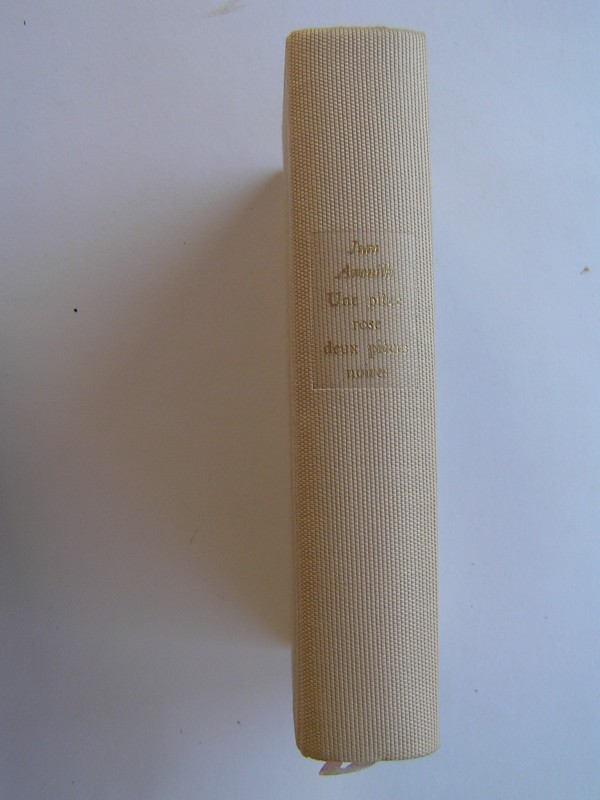 Jean
Anouilh
Une pièce
rose
deux pièces
noires